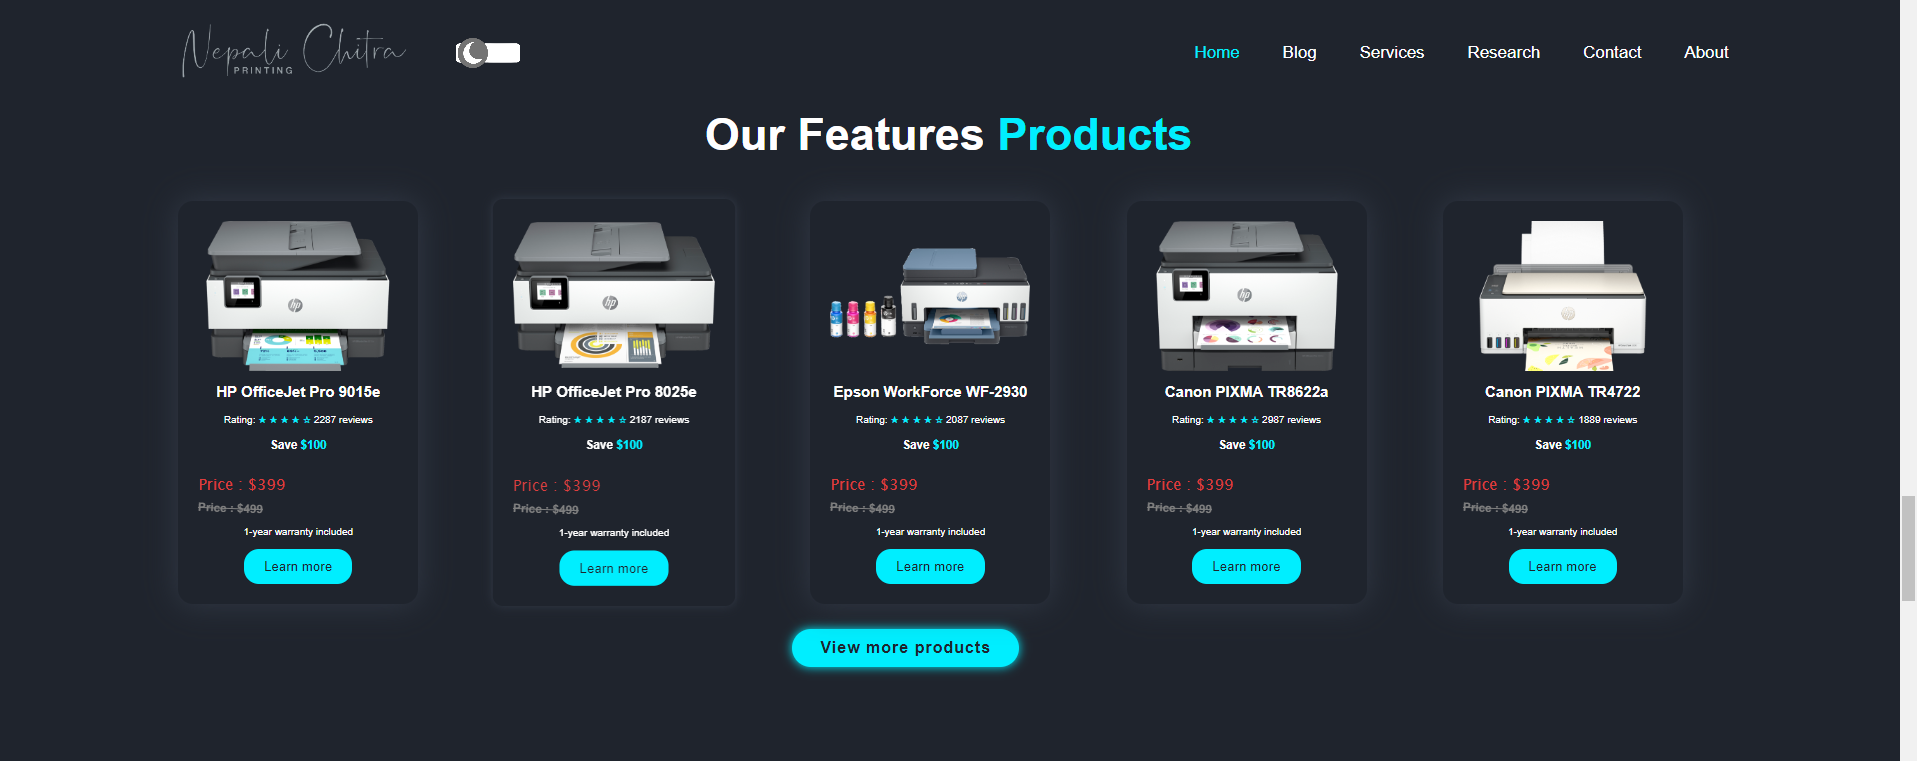 Nepali Chitra
PRINTING
Home Blog Services Research Contact About
Our Features Products
hp hp hp hp hp
HP OfficeJet Pro 9015e
Rating: ★ ★ ★ ★ ☆ 2287 reviews
Save $100
Price : $399
Price : $499
1-year warranty included
Learn more
HP OfficeJet Pro 8025e
Rating: ★ ★ ★ ★ ☆ 2187 reviews
Save $100
Price : $399
Price : $499
1-year warranty included
Learn more
Epson WorkForce WF-2930
Rating: ★ ★ ★ ★ ☆ 2087 reviews
Save $100
Price : $399
Price : $499
1-year warranty included
Learn more
Canon PIXMA TR8622a
Rating: ★ ★ ★ ★ ☆ 2987 reviews
Save $100
Price : $399
Price : $499
1-year warranty included
Learn more
Canon PIXMA TR4722
Rating: ★ ★ ★ ★ ☆ 1889 reviews
Save $100
Price : $399
Price : $499
1-year warranty included
Learn more
View more products